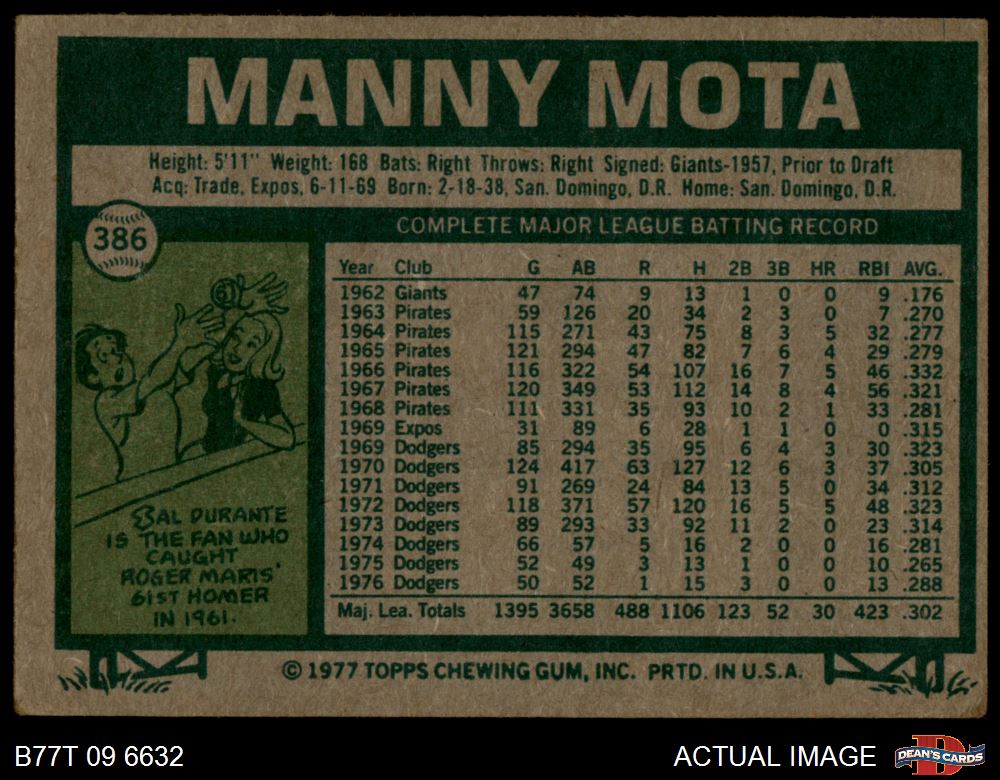 MANNY MOTA
Height: 5'11" Weight: 168 Bats: Right Throws: Right Signed: Giants-1957, Prior to Draft
Acq: Trade, Expos, 6-11-69 Born: 2-18-38, San. Domingo, D.R. Home: San. Domingo, D.R.
386
COMPLETE MAJOR LEAGUE BATTING RECORD
Year Club G AB R H 2B 3B HR RBI AVG.
1962 Giants 47 74 9 13 1 0 0 9 .176
1963 Pirates 59 126 20 34 2 3 0 7 .270
1964 Pirates 115 271 43 75 8 3 5 32 .277
1965 Pirates 121 294 47 82 7 6 4 29 .279
1966 Pirates 116 322 54 107 16 7 5 46 .332
1967 Pirates 120 349 53 112 14 8 4 56 .321
1968 Pirates 111 331 35 93 10 2 1 33 .281
1969 Expos 31 89 6 28 1 1 0 0 .315
1969 Dodgers 85 294 35 95 6 4 3 30 .323
1970 Dodgers 124 417 63 127 12 6 3 37 .305
1971 Dodgers 91 269 24 84 13 5 0 34 .312
1972 Dodgers 118 371 57 120 16 5 5 48 .323
1973 Dodgers 89 293 33 92 11 2 0 23 .314
1974 Dodgers 66 57 5 16 2 0 0 16 .281
1975 Dodgers 52 49 3 13 1 0 0 10 .265
1976 Dodgers 50 52 1 15 3 0 0 13 .288
Maj. Lea. Totals 1395 3658 488 1106 123 52 30 423 .302
SAL DURANTE
IS THE FAN WHO
CAUGHT
ROGER MARIS'
61ST HOMER
IN 1961.
© 1977 TOPPS CHEWING GUM, INC. PRTD. IN U.S.A.
B77T 09 6632
ACTUAL IMAGE
D
DEAN'S CARDS